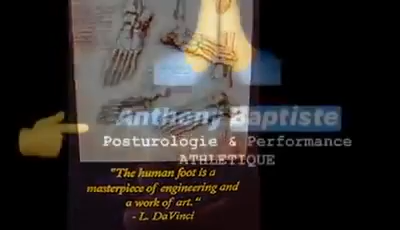 Anthony Baptiste
Posturologie & Performance
ATHLETIQUE
"The human foot is a
masterpiece of engineering and
a work of art."
- L. DaVinci